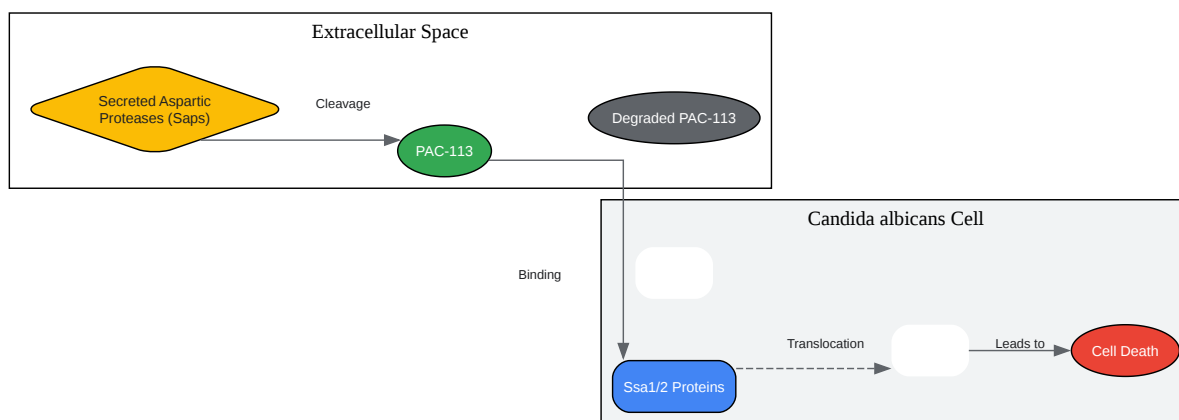 Extracellular Space
Secreted Aspartic
Proteases (Saps)
Cleavage
PAC-113
Degraded PAC-113
Candida albicans Cell
Binding
Ssa1/2 Proteins
Translocation
Leads to
Cell Death